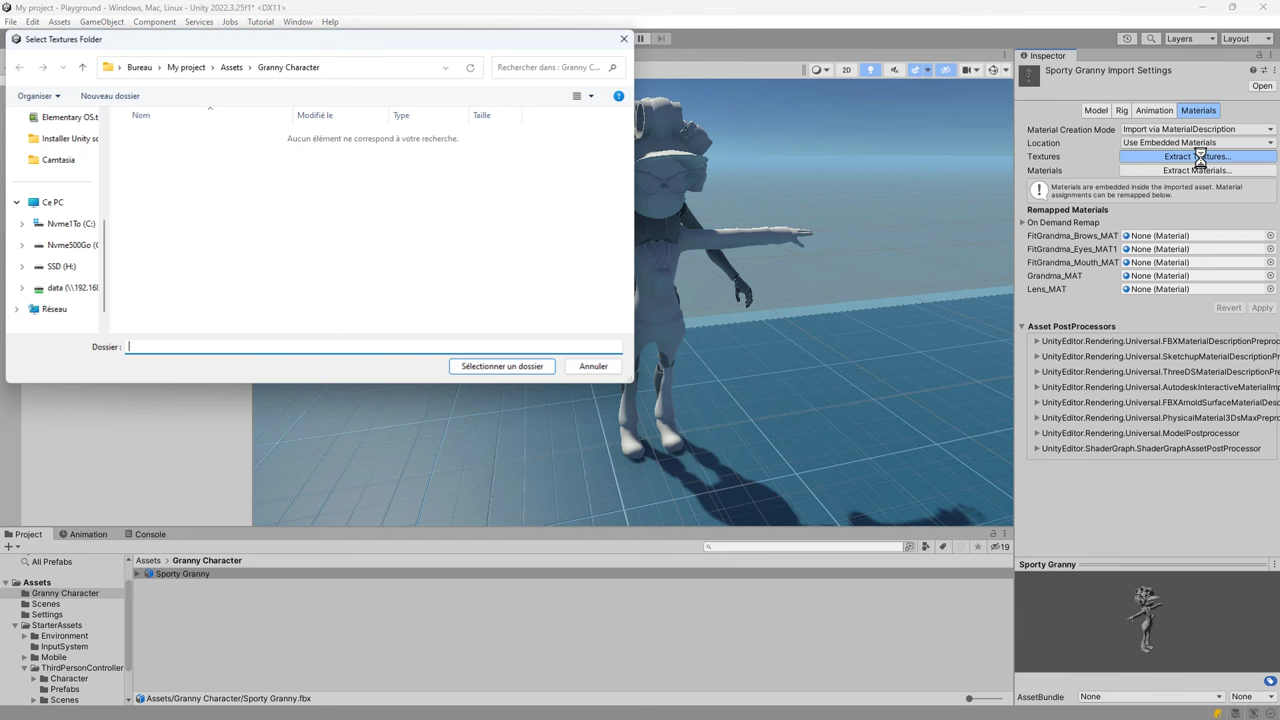 My project - Playground - Windows, Mac, Linux - Unity 2022.3.25f1* <DX11>
File Edit Assets GameObject Component Services Jobs Tutorial Window Help
Layers Layout
Select Textures Folder
Bureau > My project > Assets > Granny Character
Rechercher dans : Granny C...
Organiser Nouveau dossier
Elementary OS.t
Installer Unity sc
Camtasia
Ce PC
Nvme1To (C:)
Nvme500Go (
SSD (H:)
data (\\192.168
Réseau
Nom Modifié le Type Taille
Aucun élément ne correspond à votre recherche.
Dossier :
Sélectionner un dossier Annuler
2D
Inspector
Sporty Granny Import Settings
Open
Model Rig Animation Materials
Material Creation Mode Import via MaterialDescription
Location Use Embedded Materials
Textures Extract Textures...
Materials Extract Materials...
Materials are embedded inside the imported asset. Material
assignments can be remapped below.
Remapped Materials
On Demand Remap
FitGrandma_Brows_MAT None (Material)
FitGrandma_Eyes_MAT1 None (Material)
FitGrandma_Mouth_MAT None (Material)
Grandma_MAT None (Material)
Lens_MAT None (Material)
Revert Apply
Asset PostProcessors
UnityEditor.Rendering.Universal.FBXMaterialDescriptionPreproc
UnityEditor.Rendering.Universal.SketchupMaterialDescriptionPr
UnityEditor.Rendering.Universal.ThreeDSMaterialDescriptionPre
UnityEditor.Rendering.Universal.AutodeskInteractiveMaterialImp
UnityEditor.Rendering.Universal.FBXArnoldSurfaceMaterialDesc
UnityEditor.Rendering.Universal.PhysicalMaterial3DsMaxPrepro
UnityEditor.Rendering.Universal.ModelPostprocessor
UnityEditor.ShaderGraph.ShaderGraphAssetPostProcessor
Project Animation Console
19
All Prefabs
Assets
Granny Character
Scenes
Settings
StarterAssets
Environment
InputSystem
Mobile
ThirdPersonController
Character
Prefabs
Scenes
Assets > Granny Character
Sporty Granny
Assets/Granny Character/Sporty Granny.fbx
Sporty Granny
AssetBundle None None